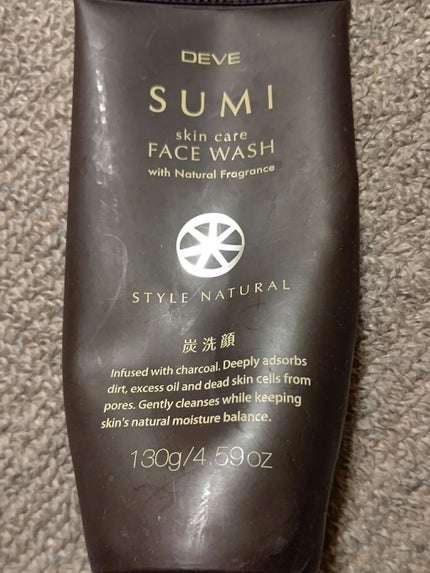 DEVE
SUMI
skin care
FACE WASH
with Natural Fragrance
STYLE NATURAL
炭洗顔
Infused with charcoal. Deeply adsorbs
dirt, excess oil and dead skin cells from
pores. Gently cleanses while keeping
skin's natural moisture balance.
130g/4.59oz